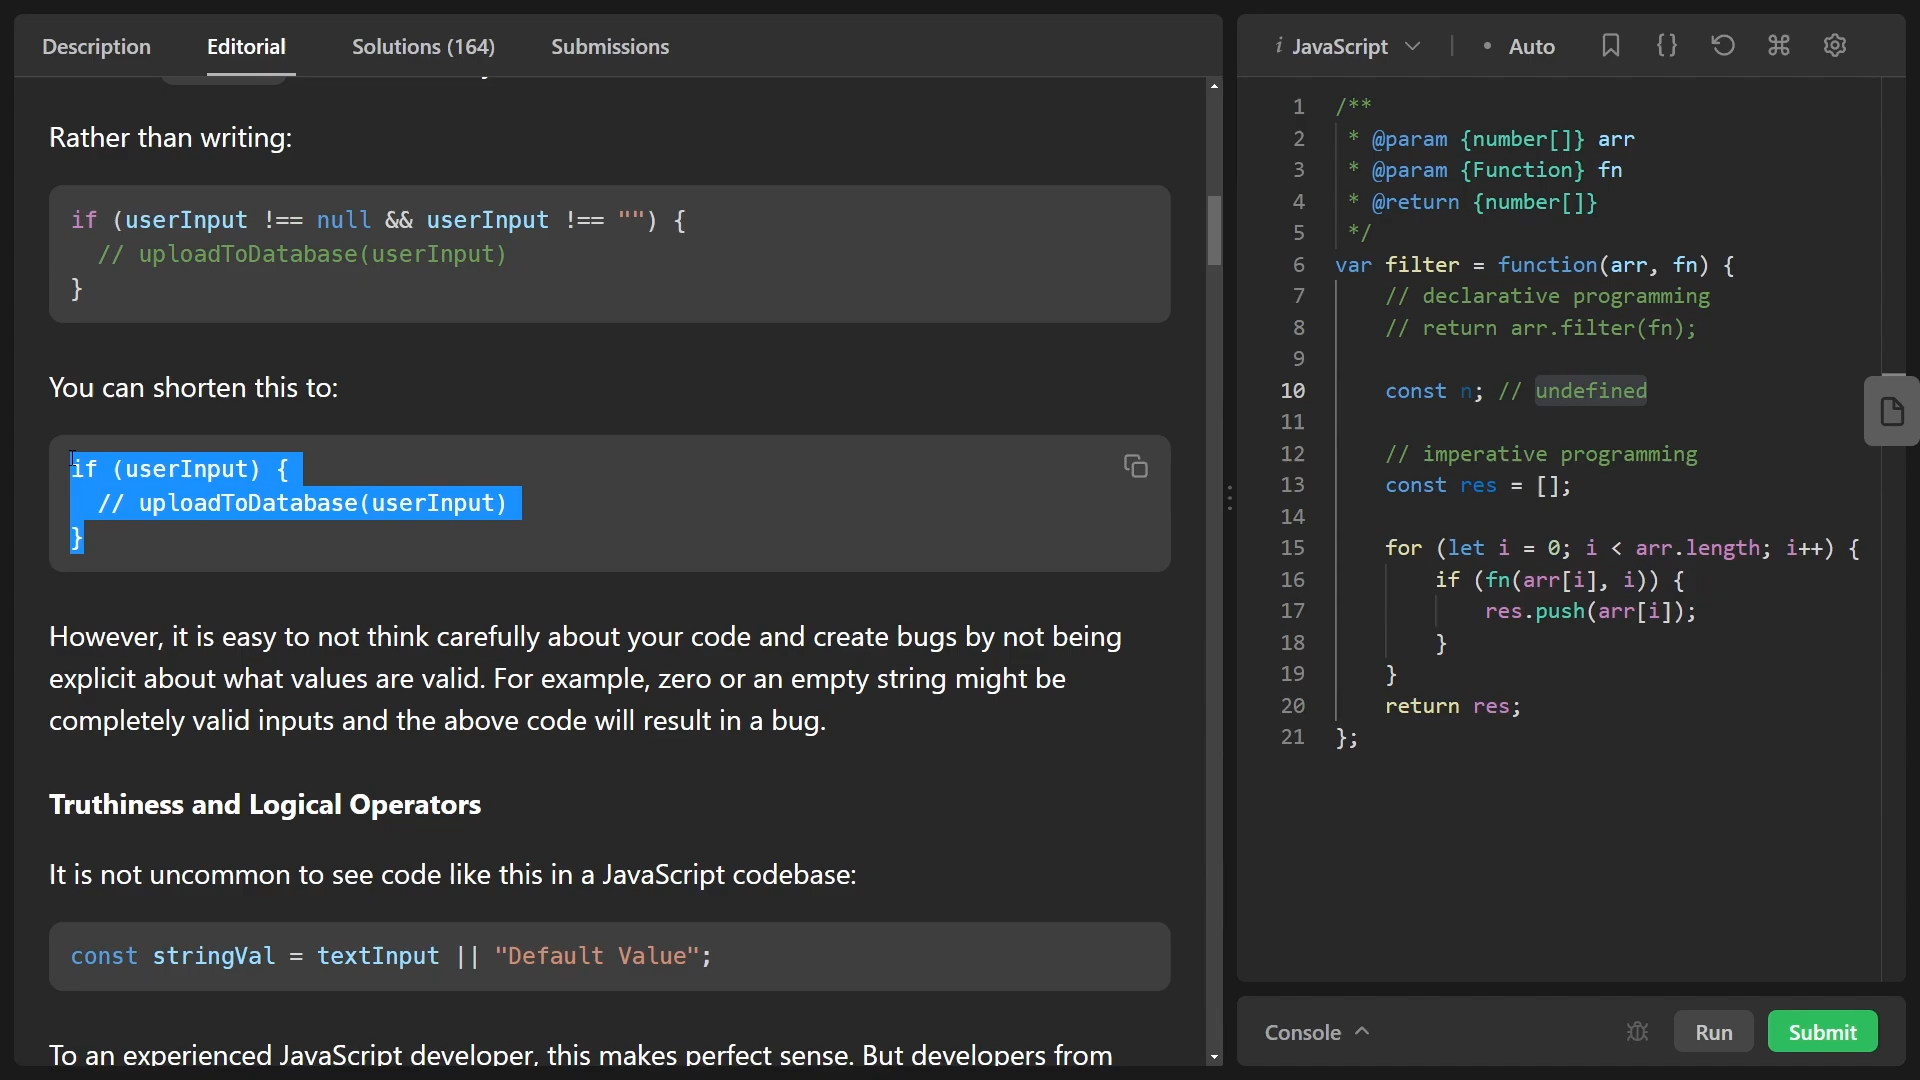 Description Editorial Solutions (164) Submissions
Rather than writing:
if (userInput !== null && userInput !== "") {
  // uploadToDatabase(userInput)
}
You can shorten this to:
if (userInput) {
  // uploadToDatabase(userInput)
}
However, it is easy to not think carefully about your code and create bugs by not being
explicit about what values are valid. For example, zero or an empty string might be
completely valid inputs and the above code will result in a bug.
Truthiness and Logical Operators
It is not uncommon to see code like this in a JavaScript codebase:
const stringVal = textInput || "Default Value";
To an experienced JavaScript developer, this makes perfect sense. But developers from
i JavaScript • Auto
1 /**
2  * @param {number[]} arr
3  * @param {Function} fn
4  * @return {number[]}
5  */
6 var filter = function(arr, fn) {
7     // declarative programming
8     // return arr.filter(fn);
9
10     const n; // undefined
11
12     // imperative programming
13     const res = [];
14
15     for (let i = 0; i < arr.length; i++) {
16         if (fn(arr[i], i)) {
17             res.push(arr[i]);
18         }
19     }
20     return res;
21 };
Console Run Submit